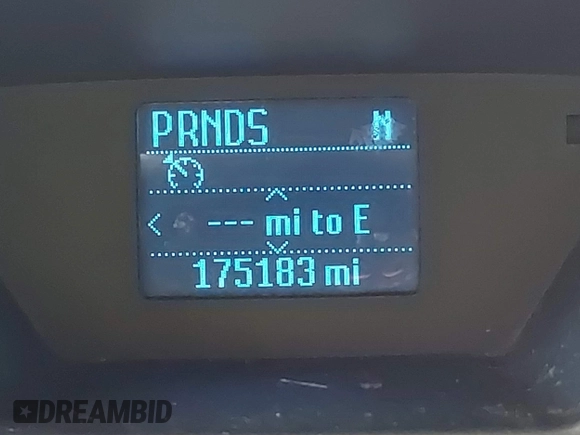 PRNDS N
--- mi to E
175183 mi
DREAMBID